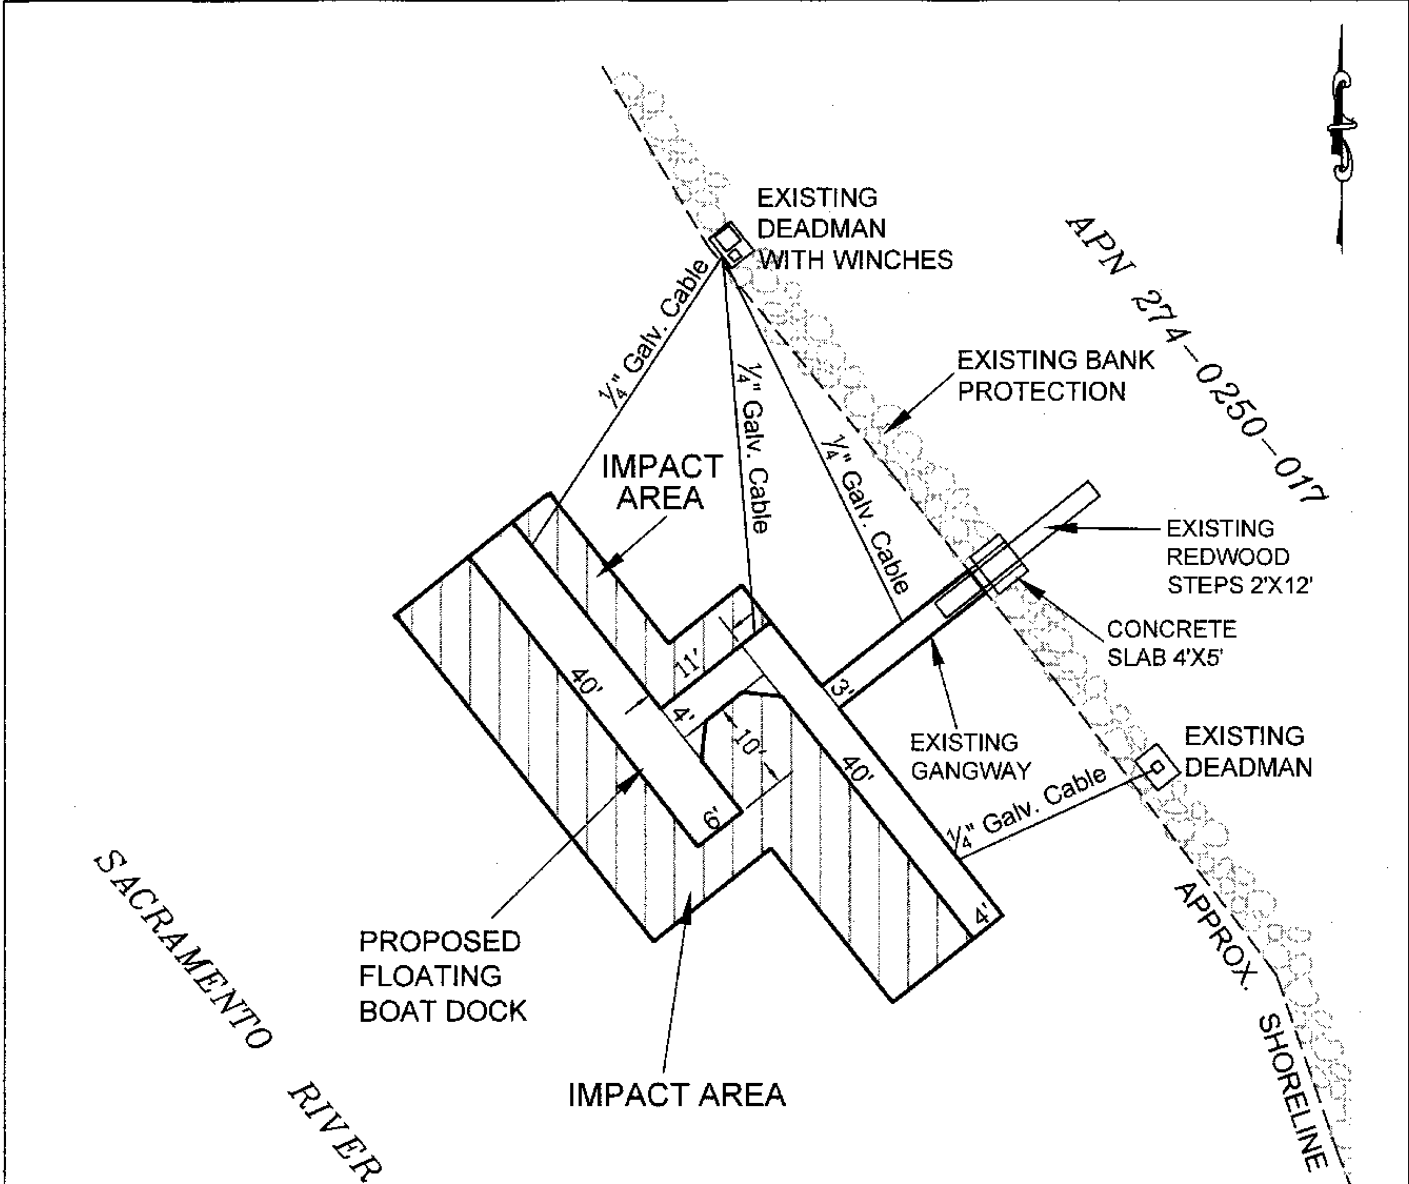 EXISTING
DEADMAN
WITH WINCHES
APN 274-0250-017
1/4" Galv. Cable
1/4" Galv. Cable
1/4" Galv. Cable
EXISTING BANK
PROTECTION
IMPACT
AREA
EXISTING
REDWOOD
STEPS 2'X12'
CONCRETE
SLAB 4'X5'
11'
40'
4'
3'
10'
40'
6'
4'
EXISTING
GANGWAY
EXISTING
DEADMAN
1/4" Galv. Cable
PROPOSED
FLOATING
BOAT DOCK
IMPACT AREA
SACRAMENTO RIVER
APPROX. SHORELINE